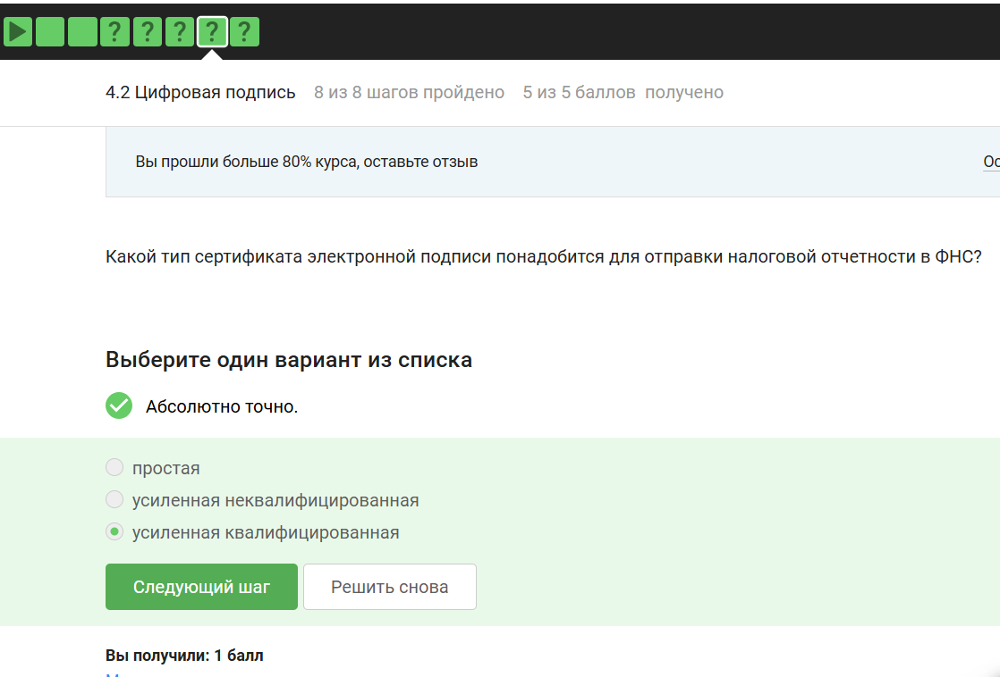 ? ? ? ? ?
4.2 Цифровая подпись 8 из 8 шагов пройдено 5 из 5 баллов получено
Вы прошли больше 80% курса, оставьте отзыв
Какой тип сертификата электронной подписи понадобится для отправки налоговой отчетности в ФНС?
Выберите один вариант из списка
Абсолютно точно.
простая
усиленная неквалифицированная
усиленная квалифицированная
Следующий шаг Решить снова
Вы получили: 1 балл